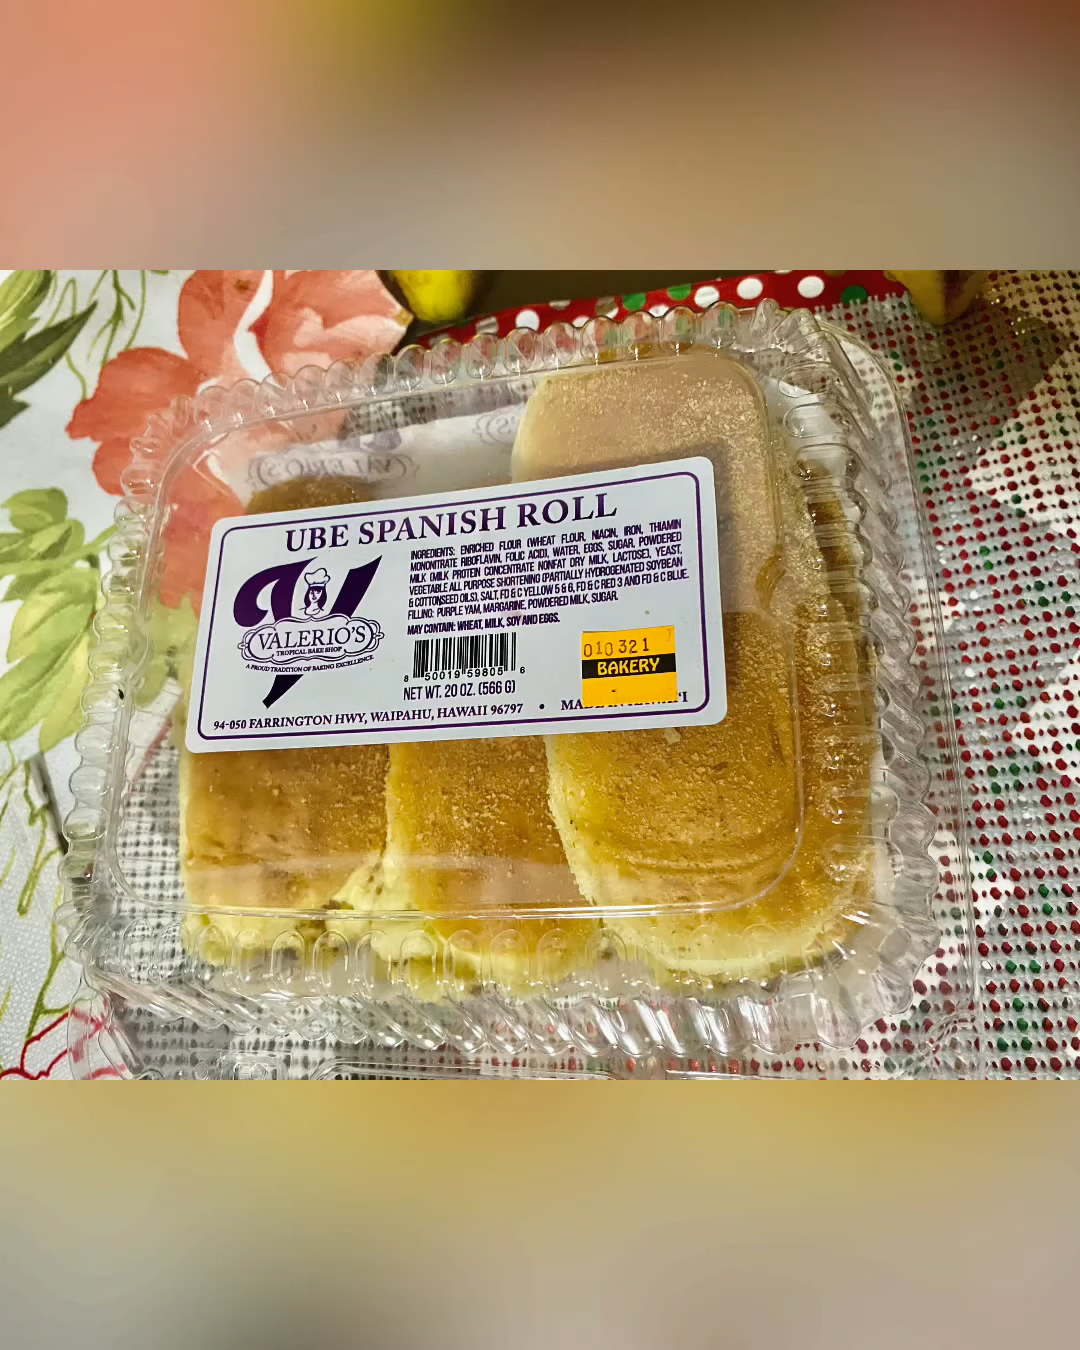 UBE SPANISH ROLL
INGREDIENTS: ENRICHED FLOUR (WHEAT FLOUR, NIACIN, IRON, THIAMIN
MONONITRATE RIBOFLAVIN, FOLIC ACID), WATER, EGGS, SUGAR, POWDERED
MILK (MILK PROTEIN CONCENTRATE NONFAT DRY MILK, LACTOSE), YEAST,
VEGETABLE ALL PURPOSE SHORTENING (PARTIALLY HYDROGENATED SOYBEAN
& COTTONSEED OILS), SALT, FD & C YELLOW 5 & 6, FD & C RED 3 AND FD & C BLUE.
FILLING: PURPLE YAM, MARGARINE, POWDERED MILK, SUGAR.
MAY CONTAIN: WHEAT, MILK, SOY AND EGGS.
VALERIO'S
TROPICAL BAKE SHOP
A PROUD TRADITION OF BAKING EXCELLENCE
8 50019 59805 6
NET WT. 20 OZ. (566 G)
010321
BAKERY
94-050 FARRINGTON HWY, WAIPAHU, HAWAII 96797 •
VALERIO'S